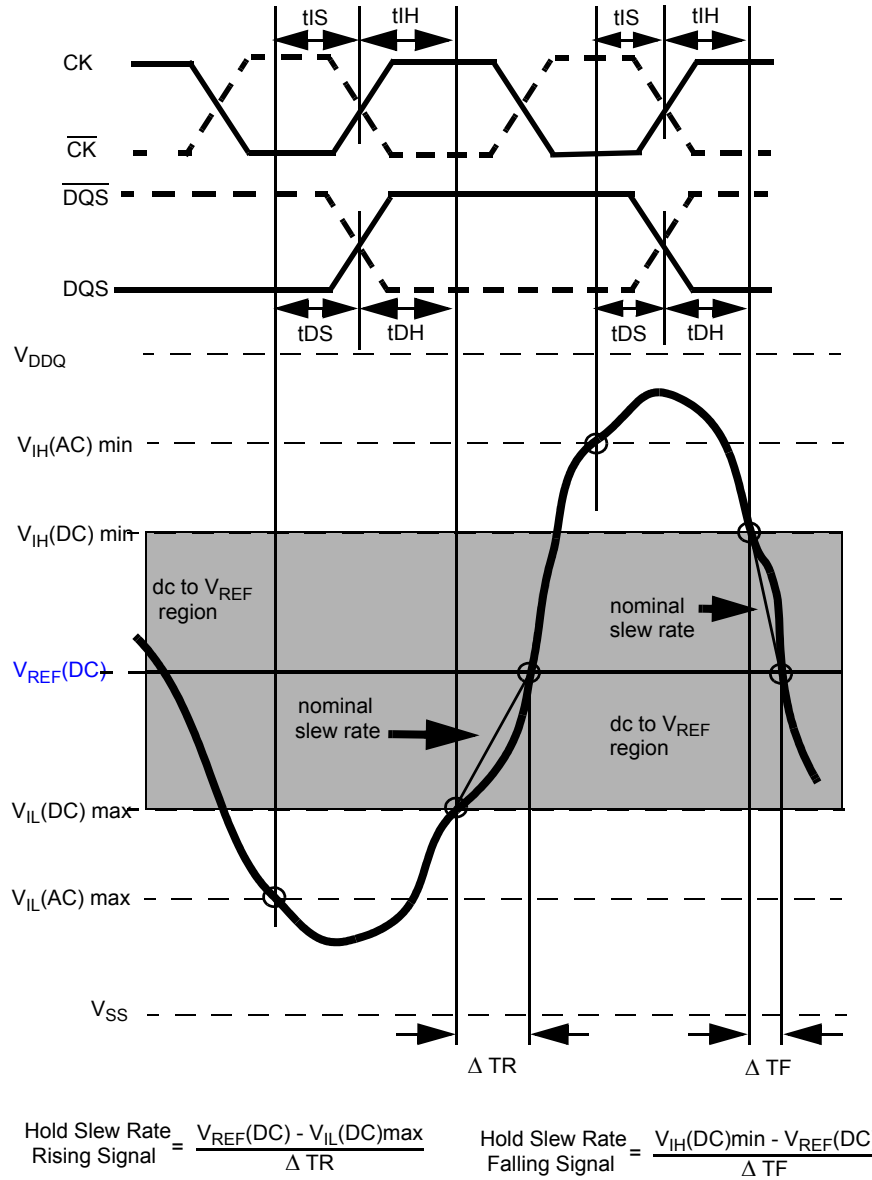 tIS tIH tIS tIH
CK
CK
DQS
DQS
tDS tDH tDS tDH
VDDQ
VIH(AC) min
VIH(DC) min
dc to VREF
region
nominal
slew rate
VREF(DC)
nominal
slew rate
dc to VREF
region
VIL(DC) max
VIL(AC) max
VSS
Δ TR Δ TF
Hold Slew Rate
Rising Signal
=
VREF(DC) - VIL(DC)max
Δ TR
Hold Slew Rate
Falling Signal
=
VIH(DC)min - VREF(DC
Δ TF